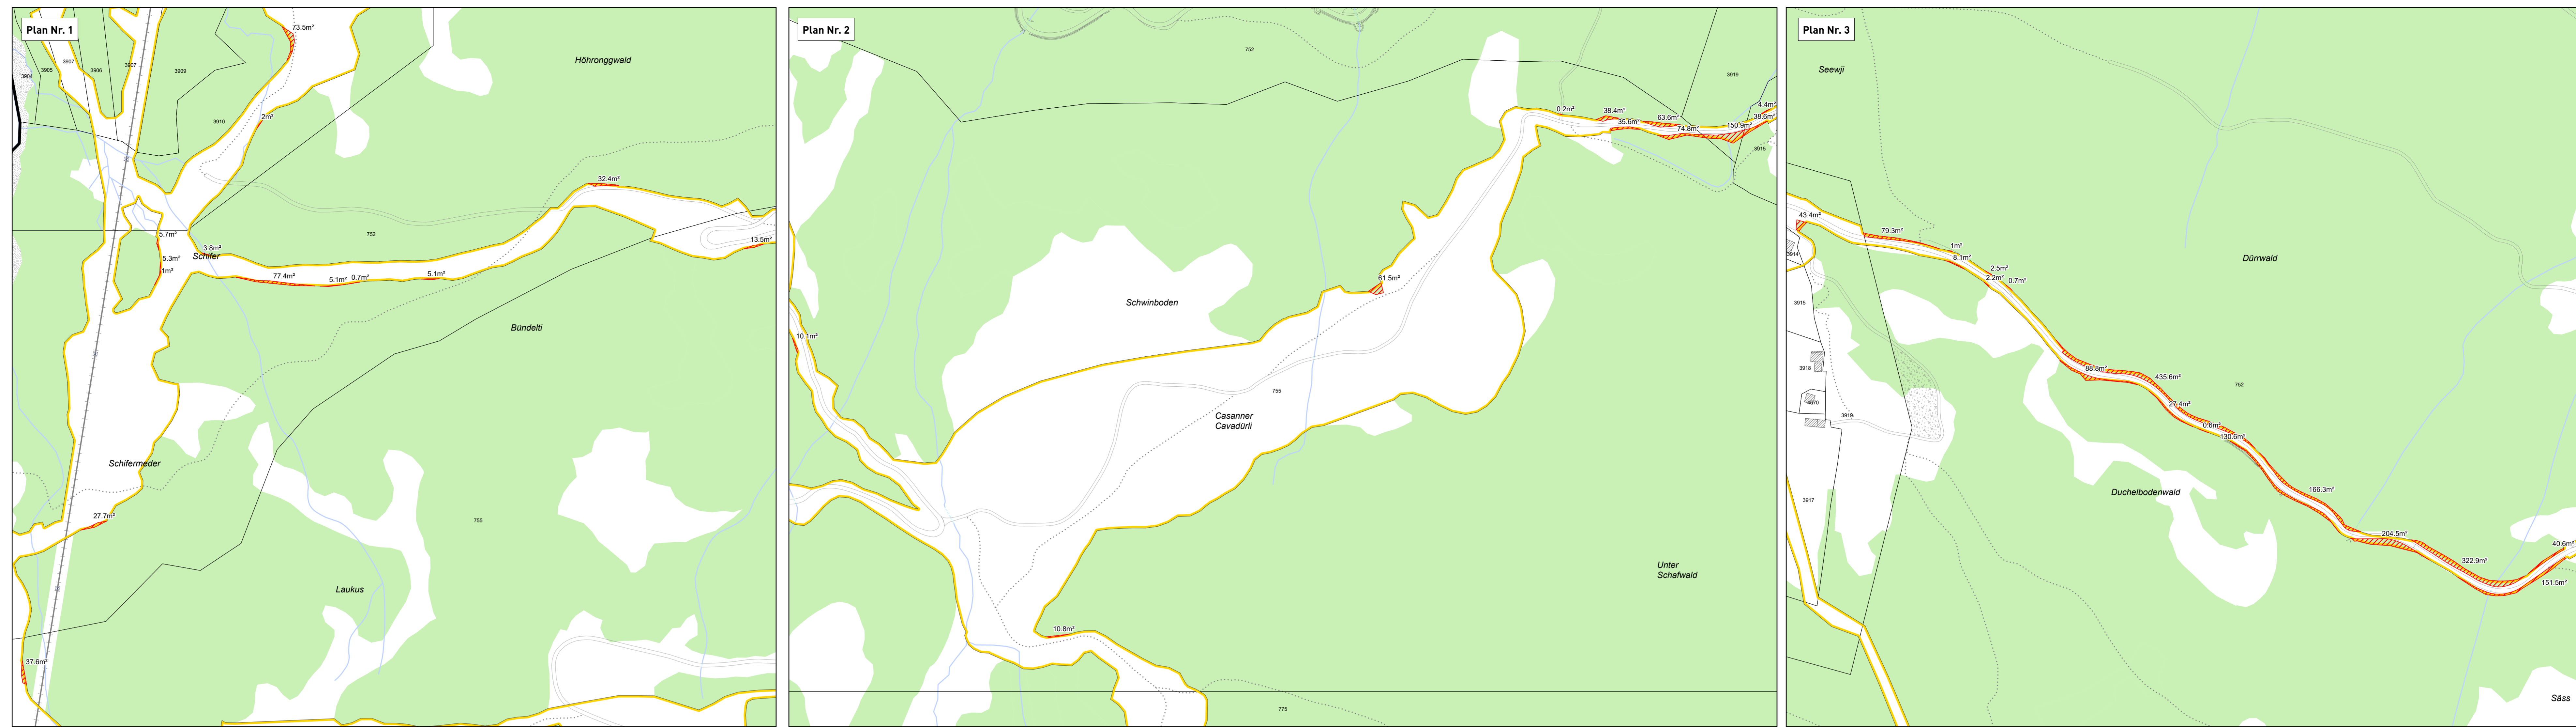 Plan Nr. 1
73.5m²
Höhronggwald
3907
3904
3905
3906
3907
3909
3910
2m²
32.4m²
752
5.7m²
3.8m²
Schifer
5.3m²
1m²
13.5m²
77.4m²
5.1m²
0.7m²
5.1m²
Bündelti
Schifermeder
27.7m²
755
Laukus
37.6m²
Plan Nr. 2
752
3919
0.2m²
38.4m²
35.6m²
63.6m²
74.8m²
150.9m²
4.4m²
38.6m²
3915
61.5m²
Schwinboden
10.1m²
755
Casanner
Cavadürli
Unter
Schafwald
10.8m²
775
Plan Nr. 3
Seewji
43.4m²
79.3m²
1m²
8.1m²
2.5m²
2.2m²
0.7m²
3914
Dürrwald
3915
3918
88.8m²
435.6m²
752
4670
27.4m²
3919
0.6m²
130.6m²
166.3m²
Duchelbodenwald
3917
204.5m²
40.6m²
322.9m²
151.5m²
Säss